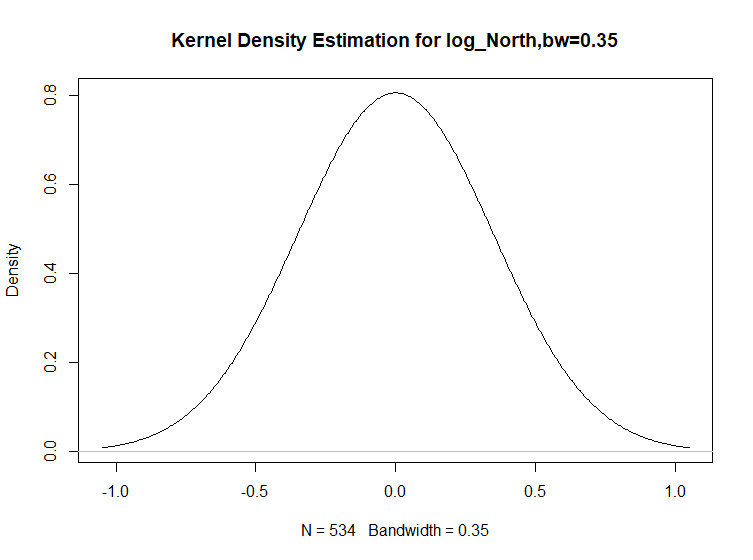 Kernel Density Estimation for log_North,bw=0.35
Density
0.8
0.6
0.4
0.2
0.0
-1.0 -0.5 0.0 0.5 1.0
N = 534 Bandwidth = 0.35